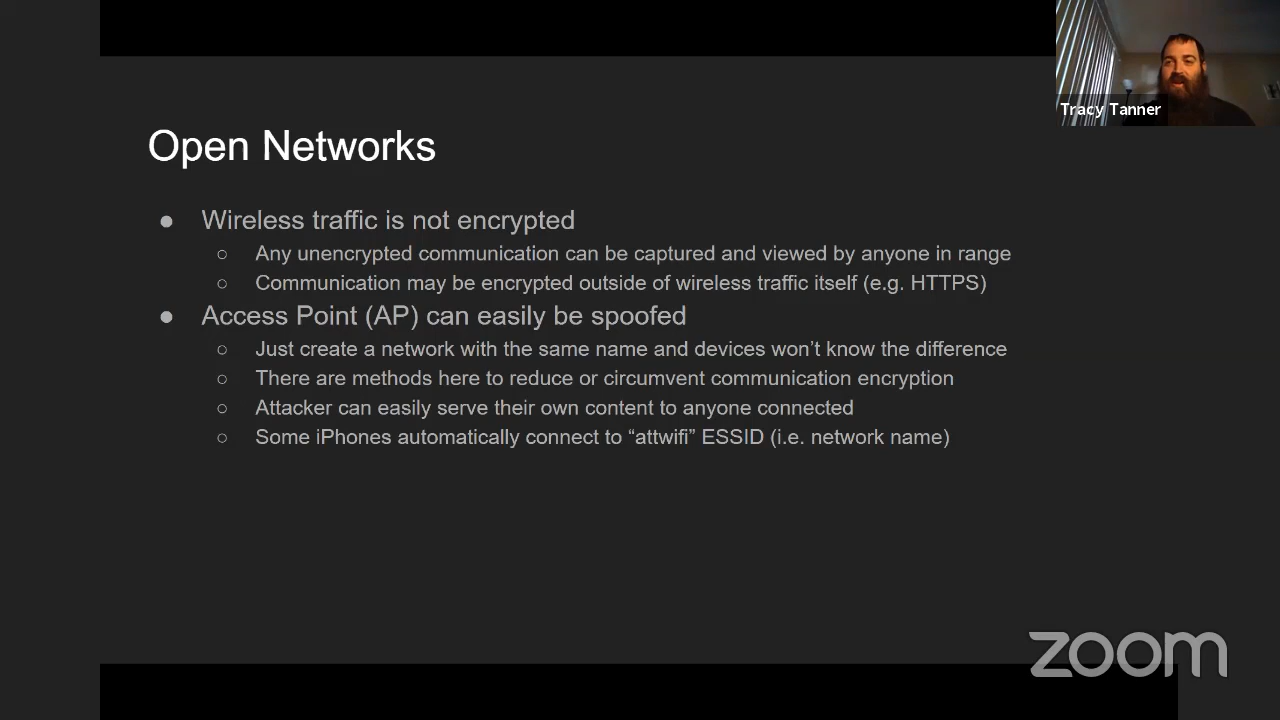 Tracy Tanner
Open Networks
● Wireless traffic is not encrypted
○ Any unencrypted communication can be captured and viewed by anyone in range
○ Communication may be encrypted outside of wireless traffic itself (e.g. HTTPS)
● Access Point (AP) can easily be spoofed
○ Just create a network with the same name and devices won’t know the difference
○ There are methods here to reduce or circumvent communication encryption
○ Attacker can easily serve their own content to anyone connected
○ Some iPhones automatically connect to “attwifi” ESSID (i.e. network name)
zoom